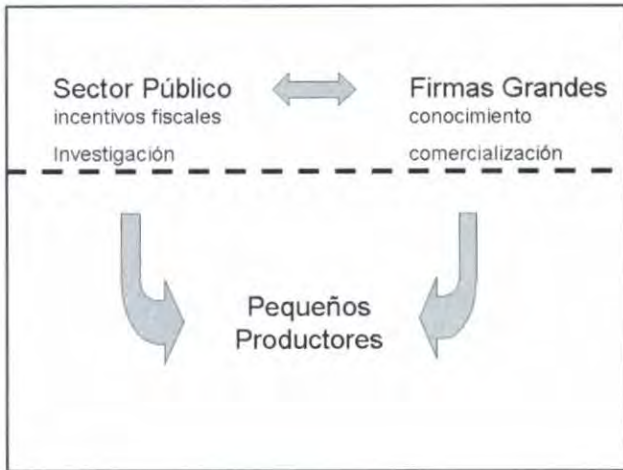 Sector Público
incentivos fiscales
Investigación
Firmas Grandes
conocimiento
comercialización
Pequeños
Productores